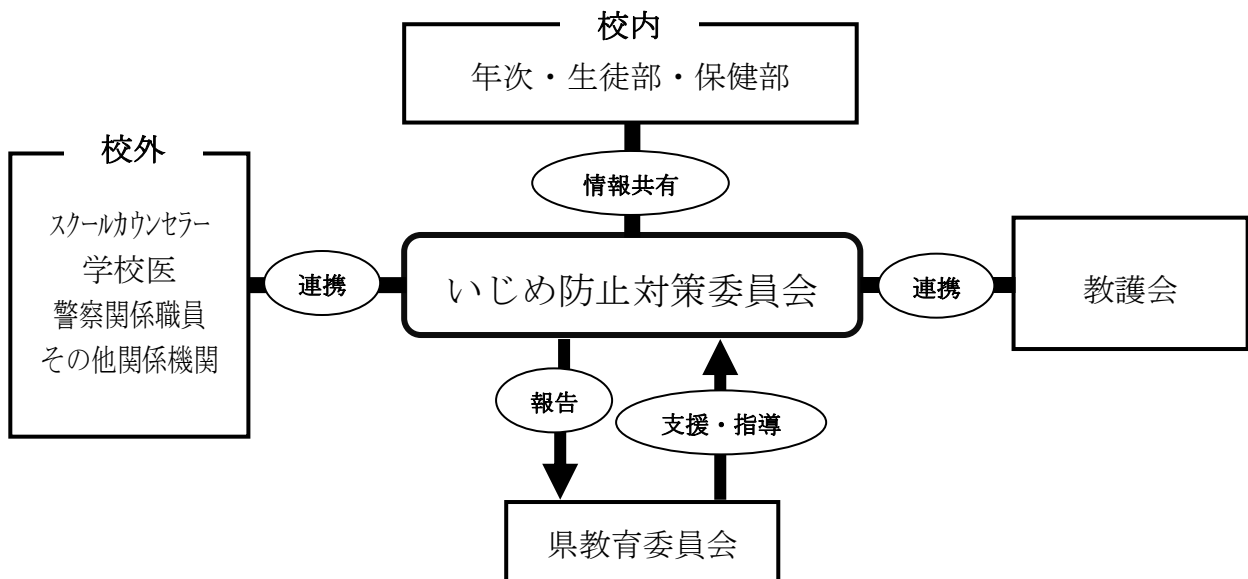 校内
年次・生徒部・保健部
情報共有
校外
スクールカウンセラー
学校医
警察関係職員
その他関係機関
連携
いじめ防止対策委員会
連携
教護会
報告
支援・指導
県教育委員会